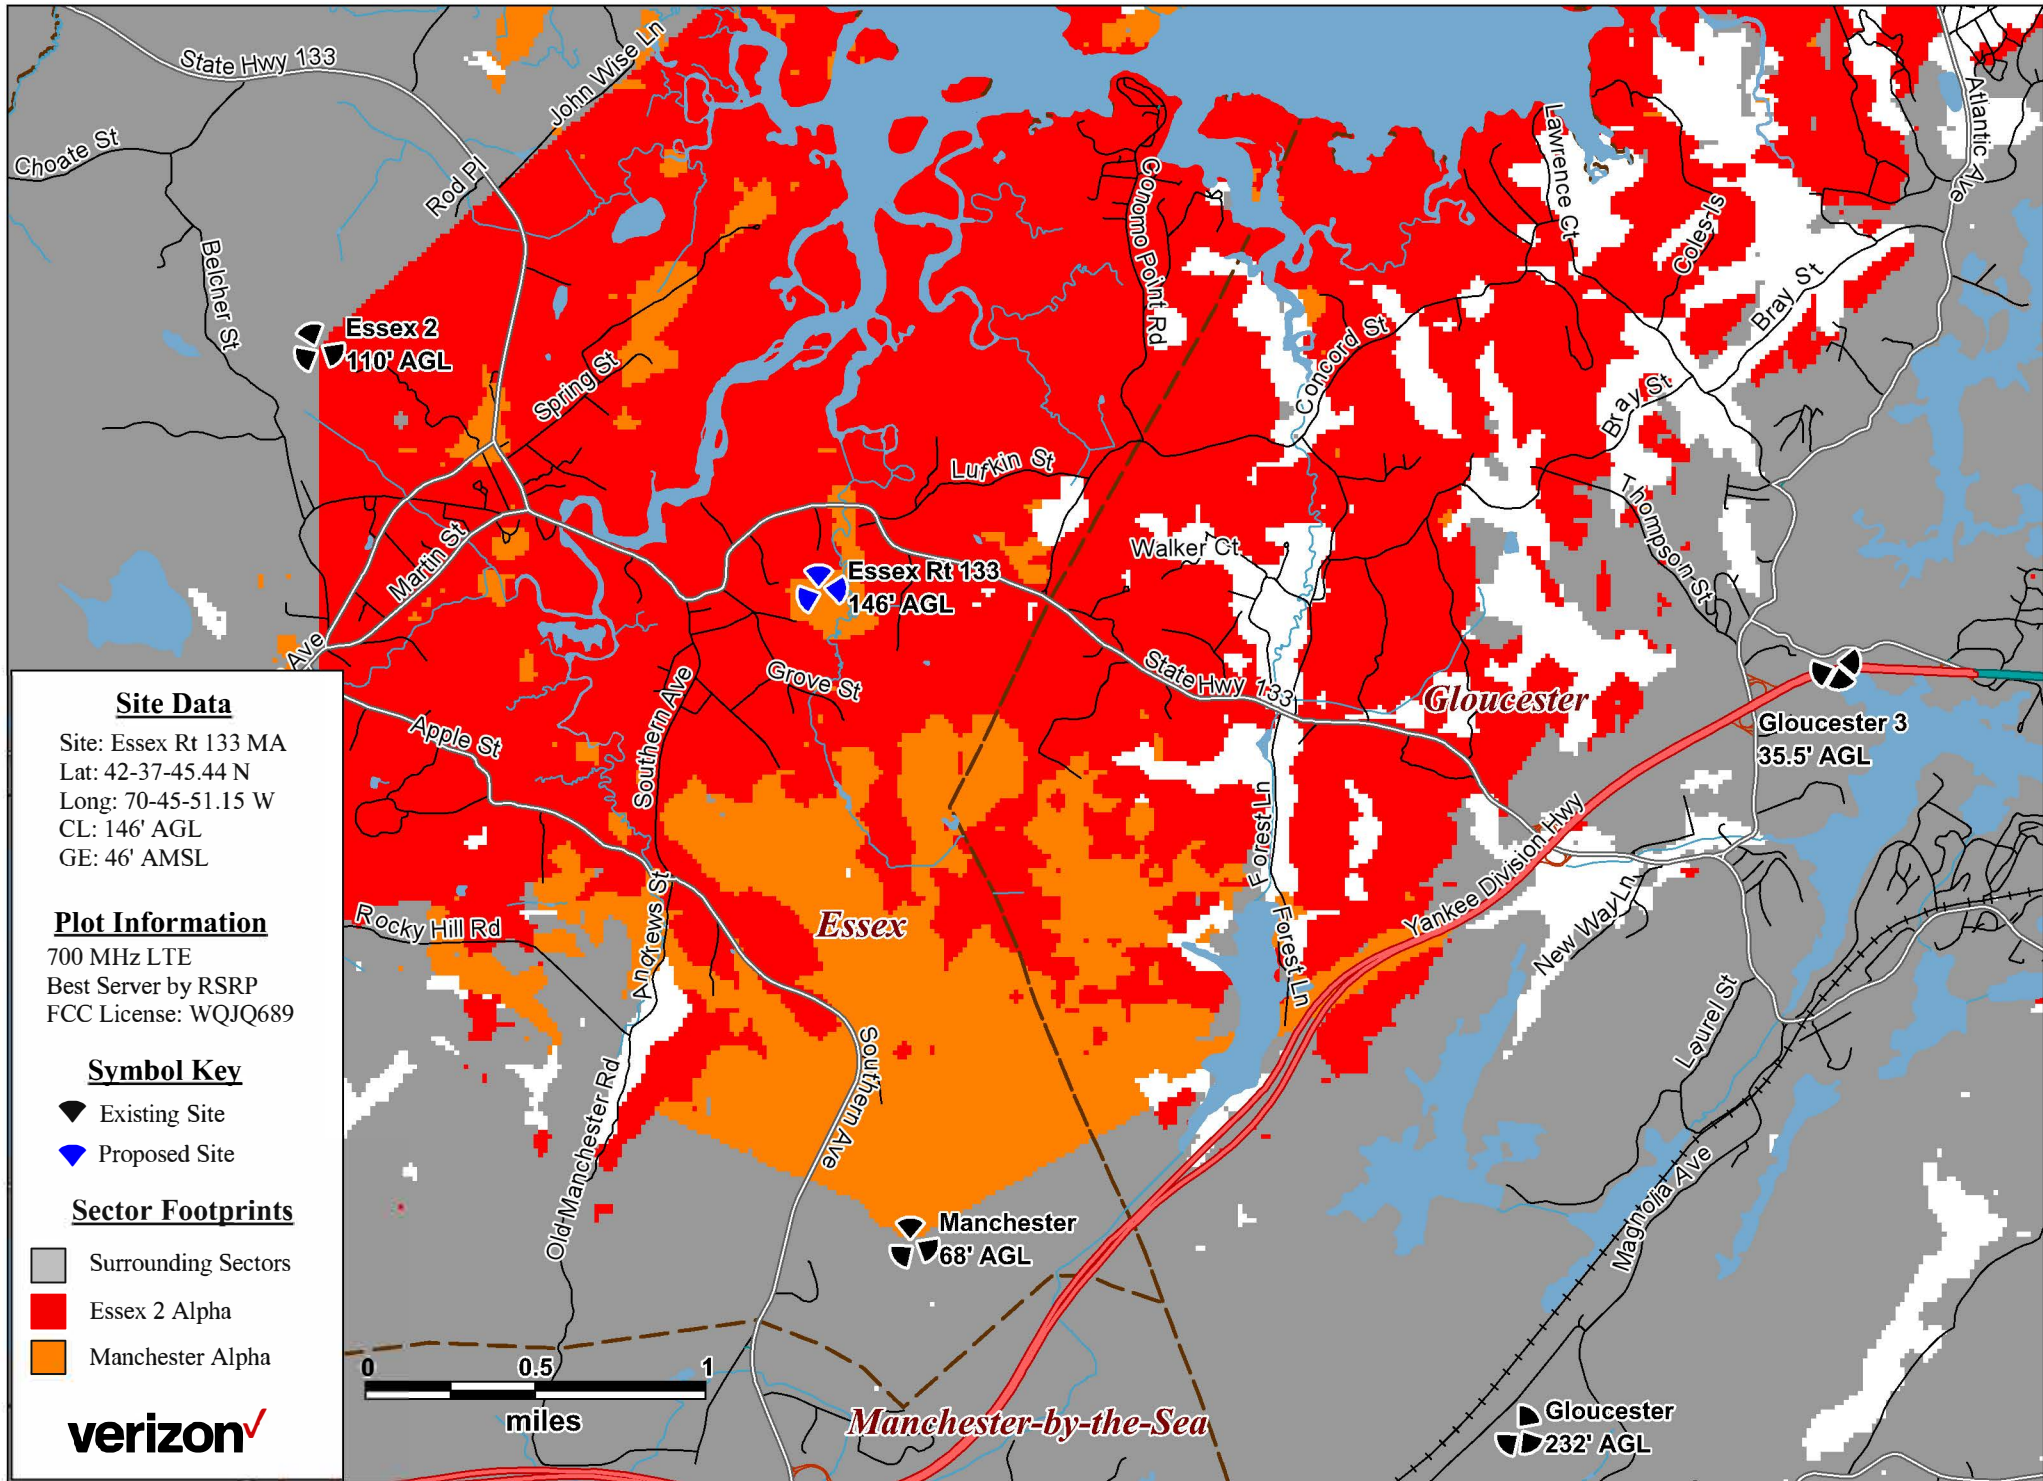 State Hwy 133
John Wise Ln
Choate St
Rod Pl
Belcher St
Essex 2
110' AGL
Spring St
Conomo Point Rd
Lawrence Ct
Coles Is
Atlantic Ave
Bray St
Concord St
Bray St
Lufkin St
Thompson St
Martin St
Walker Ct
Essex Rt 133
146' AGL
Ave
Grove St
State Hwy 133
Gloucester
Southern Ave
Apple St
Gloucester 3
35.5' AGL
Forest Ln
Yankee Division Hwy
Rocky Hill Rd
Andrews St
Essex
Forest Ln
New Way Ln
Laurel St
Southern Ave
Old Manchester Rd
Magnolia Ave
Manchester
68' AGL
Manchester-by-the-Sea
Gloucester
232' AGL
Site Data
Site: Essex Rt 133 MA
Lat: 42-37-45.44 N
Long: 70-45-51.15 W
CL: 146' AGL
GE: 46' AMSL
Plot Information
700 MHz LTE
Best Server by RSRP
FCC License: WQJQ689
Symbol Key
Existing Site
Proposed Site
Sector Footprints
Surrounding Sectors
Essex 2 Alpha
Manchester Alpha
verizon
0 0.5 1
miles